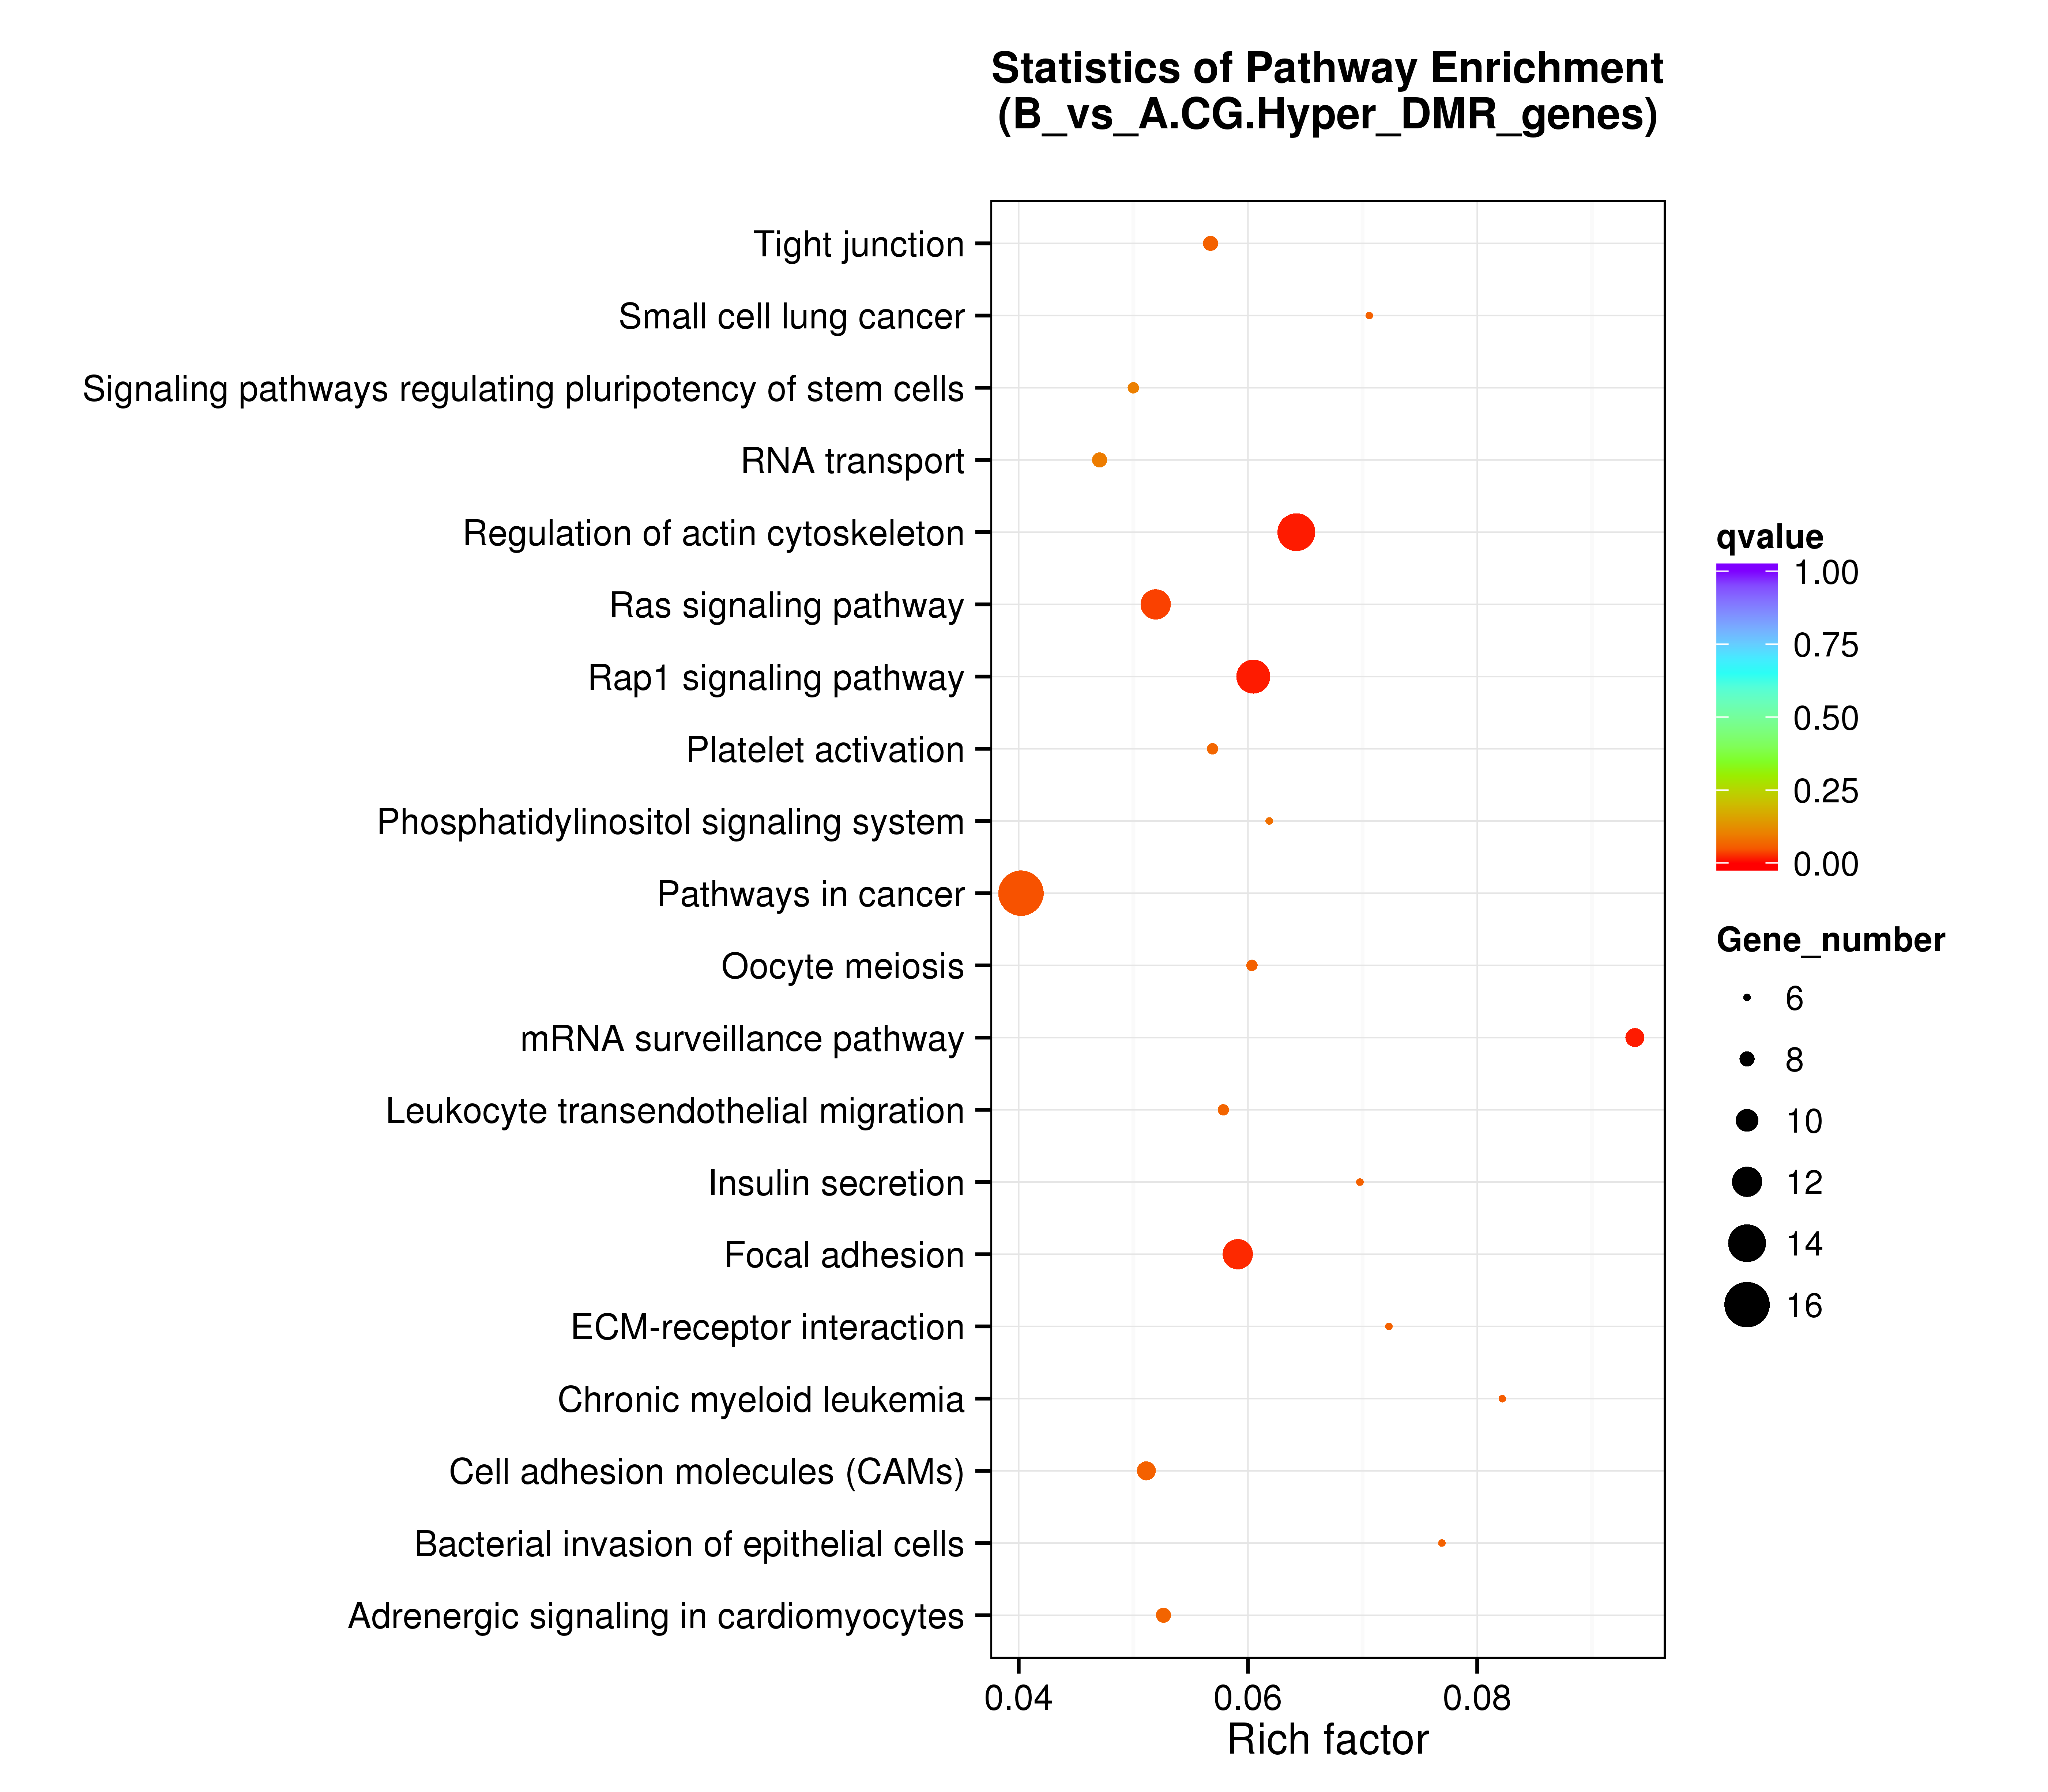 Statistics of Pathway Enrichment
(B_vs_A.CG.Hyper_DMR_genes)
Tight junction
Small cell lung cancer
Signaling pathways regulating pluripotency of stem cells
RNA transport
Regulation of actin cytoskeleton
Ras signaling pathway
Rap1 signaling pathway
Platelet activation
Phosphatidylinositol signaling system
Pathways in cancer
Oocyte meiosis
mRNA surveillance pathway
Leukocyte transendothelial migration
Insulin secretion
Focal adhesion
ECM-receptor interaction
Chronic myeloid leukemia
Cell adhesion molecules (CAMs)
Bacterial invasion of epithelial cells
Adrenergic signaling in cardiomyocytes
0.04 0.06 0.08
Rich factor
qvalue
1.00
0.75
0.50
0.25
0.00
Gene_number
6
8
10
12
14
16